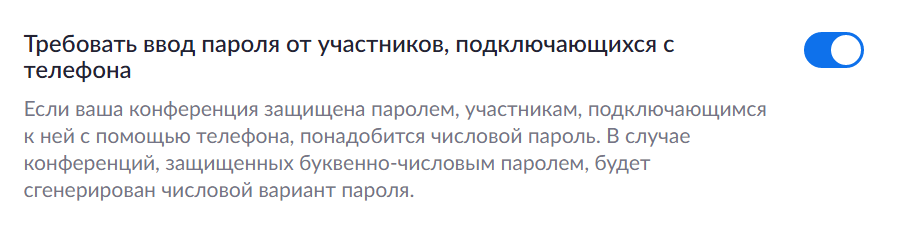 Требовать ввод пароля от участников, подключающихся с
телефона
Если ваша конференция защищена паролем, участникам, подключающимся
к ней с помощью телефона, понадобится числовой пароль. В случае
конференций, защищенных буквенно-числовым паролем, будет
сгенерирован числовой вариант пароля.